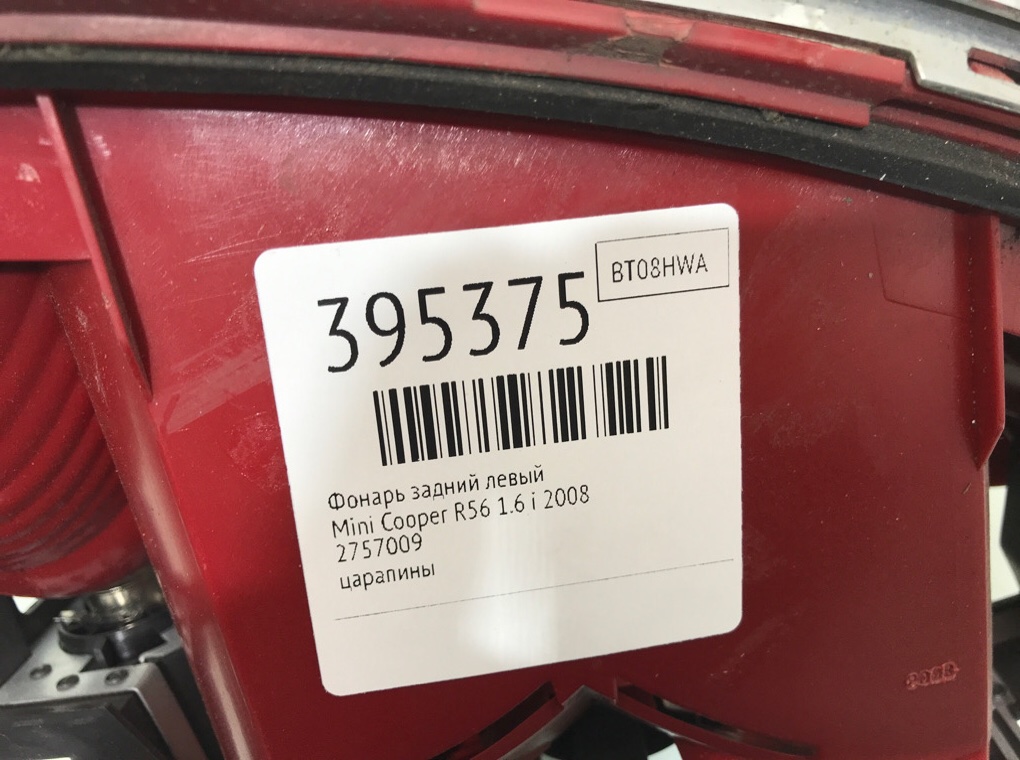 395375
BT08HWA
Фонарь задний левый
Mini Cooper R56 1.6 i 2008
2757009
царапины